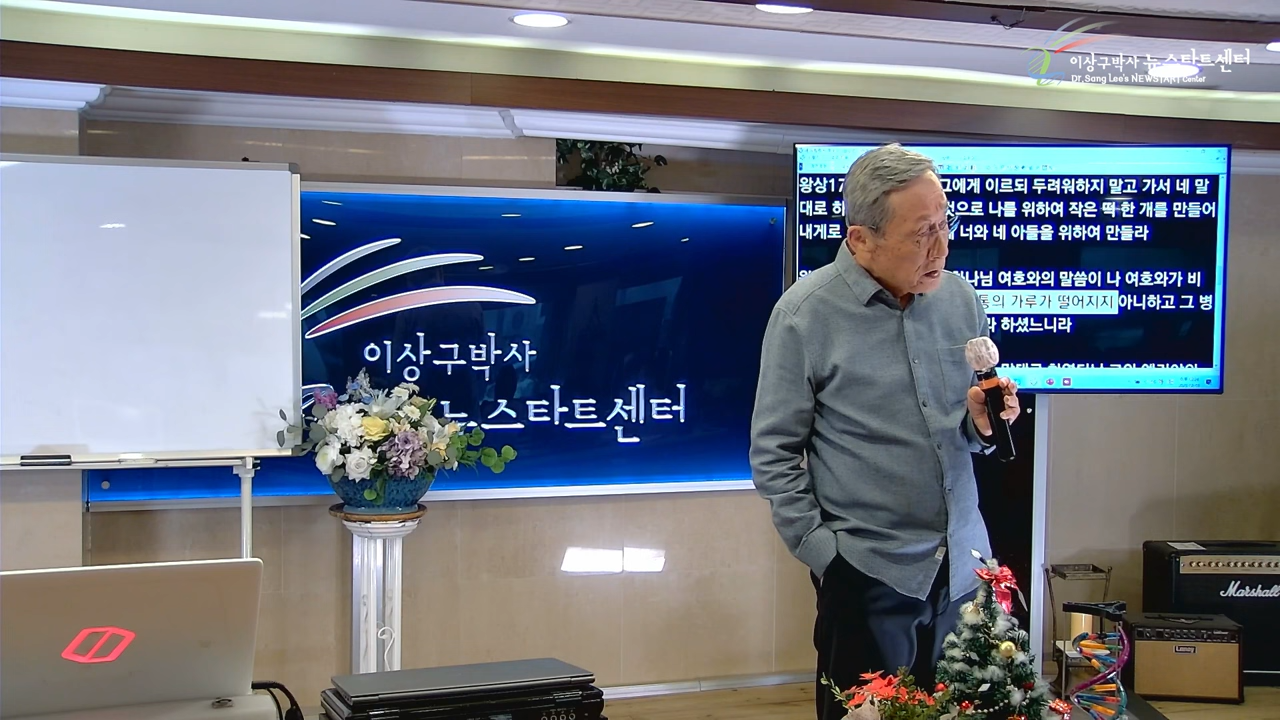 이상구박사 뉴스타트센터
Dr. Sang Lee's NEWSTART Center
왕상17 그에게 이르되 두려워하지 말고 가서 네 말
대로 하 것으로 나를 위하여 작은 떡 한 개를 만들어
내게로 너와 네 아들을 위하여 만들라
하나님 여호와의 말씀이 나 여호와가 비
통의 가루가 떨어지지 아니하고 그 병
하셨느니라
이상구박사
뉴스타트센터
Marshall
Laney